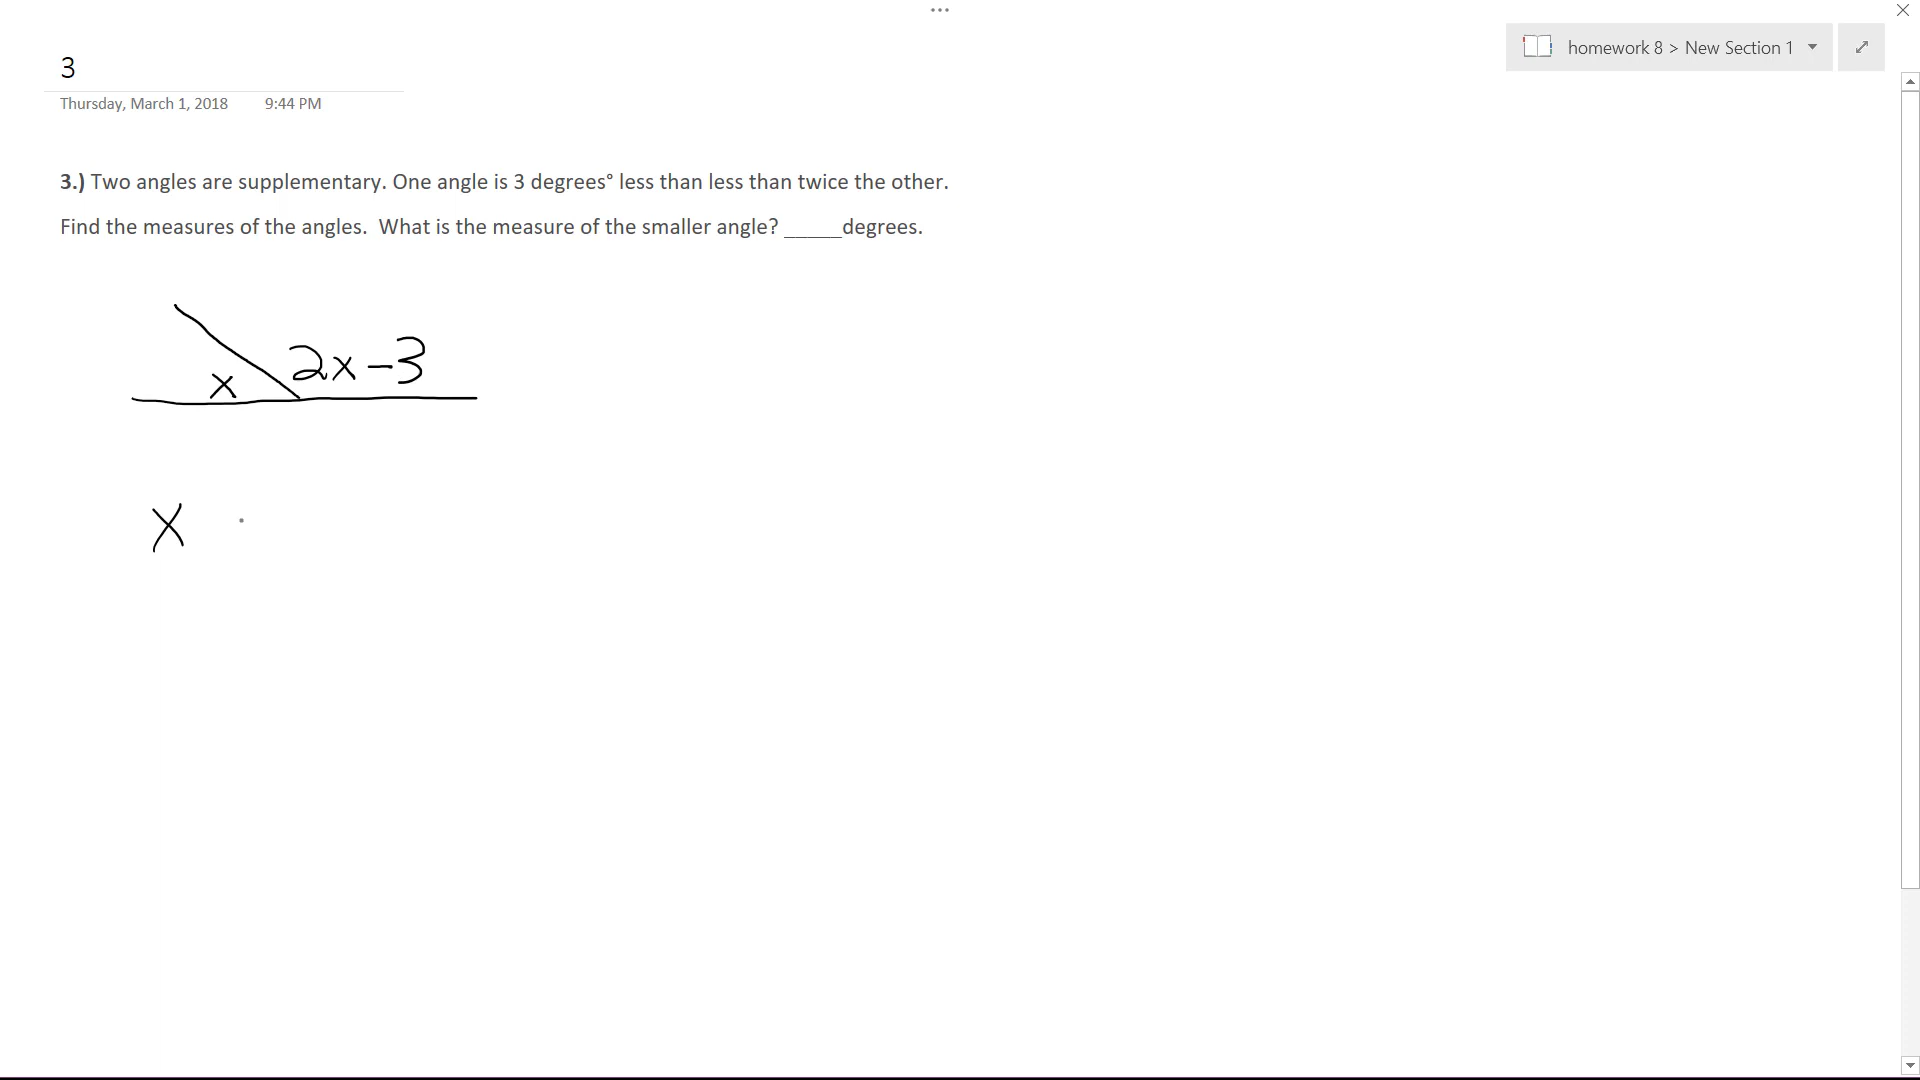 homework 8 > New Section 1
3
Thursday, March 1, 2018 9:44 PM
3.) Two angles are supplementary. One angle is 3 degrees° less than less than twice the other.
Find the measures of the angles. What is the measure of the smaller angle? _____degrees.
x 2x-3
X